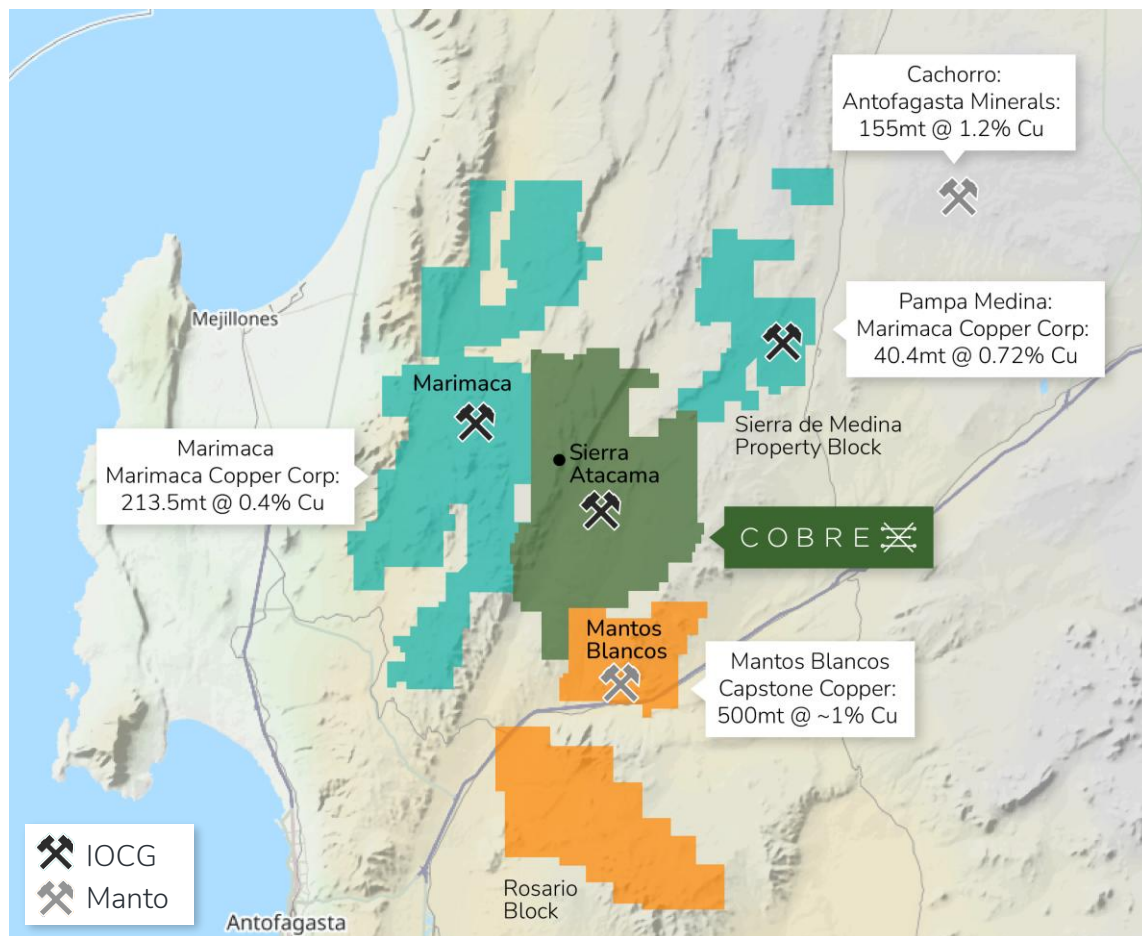 Cachorro:
Antofagasta Minerals:
155mt @ 1.2% Cu
Mejillones
Pampa Medina:
Marimaca Copper Corp:
40.4mt @ 0.72% Cu
Marimaca
Sierra de Medina
Property Block
Marimaca
Marimaca Copper Corp:
213.5mt @ 0.4% Cu
Sierra
Atacama
COBRE
Mantos
Blancos
Mantos Blancos
Capstone Copper:
500mt @ ~1% Cu
IOCG
Manto
Rosario
Block
Antofagasta